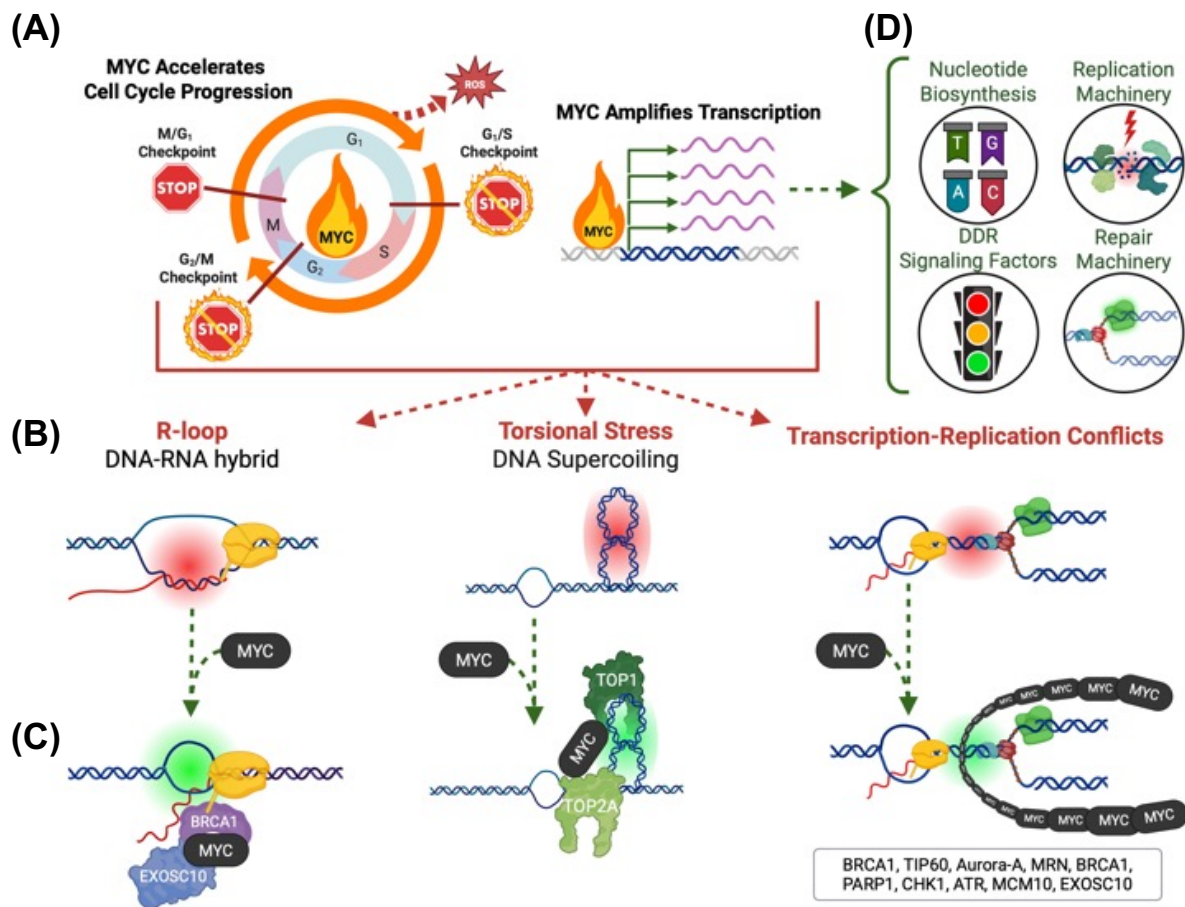 (A)
MYC Accelerates
Cell Cycle Progression
ROS
M/G₁
Checkpoint
STOP
G₁
G₁/S
Checkpoint
STOP
M
MYC
S
G₂
G₂/M
Checkpoint
STOP
MYC Amplifies Transcription
MYC
(D)
Nucleotide
Biosynthesis
T
G
A
C
Replication
Machinery
DDR
Signaling Factors
Repair
Machinery
(B)
R-loop
DNA-RNA hybrid
Torsional Stress
DNA Supercoiling
Transcription-Replication Conflicts
MYC
MYC
MYC
(C)
BRCA1
MYC
EXOSC10
TOP1
MYC
TOP2A
MYC
MYC
MYC
MYC
MYC
MYC
MYC
MYC
MYC
MYC
BRCA1, TIP60, Aurora-A, MRN, BRCA1,
PARP1, CHK1, ATR, MCM10, EXOSC10